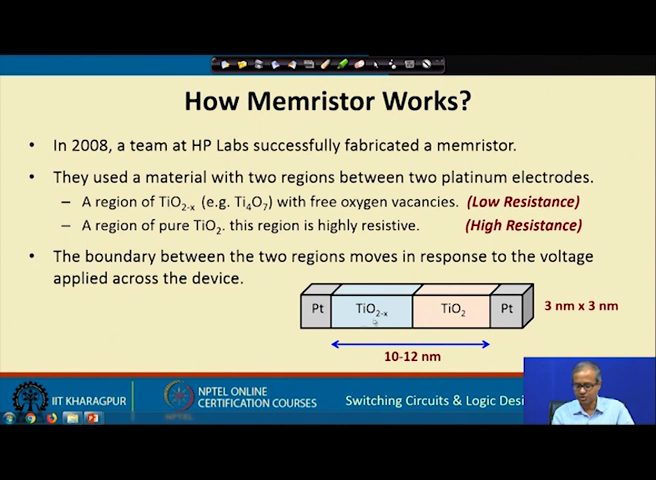 How Memristor Works?
• In 2008, a team at HP Labs successfully fabricated a memristor.
• They used a material with two regions between two platinum electrodes.
– A region of TiO₂₋ₓ (e.g. Ti₄O₇) with free oxygen vacancies. (Low Resistance)
– A region of pure TiO₂. this region is highly resistive. (High Resistance)
• The boundary between the two regions moves in response to the voltage
applied across the device.
Pt TiO₂₋ₓ TiO₂ Pt 3 nm x 3 nm
10-12 nm
IIT KHARAGPUR
NPTEL ONLINE
CERTIFICATION COURSES
Switching Circuits & Logic Desi